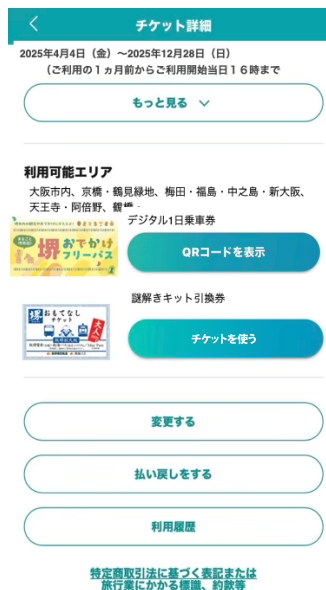 チケット詳細
2025年4月4日（金）〜2025年12月28日（日）
（ご利用の１ヵ月前からご利用開始当日１６時まで
もっと見る
利用可能エリア
大阪市内、京橋・鶴見緑地、梅田・福島・中之島・新大阪、
天王寺・阿倍野、
デジタル1日乗車券
堺おでかけ
フリーパス
QRコードを表示
謎解きキット引換券
堺おもてなし
チケット
大人
チケットを使う
変更する
払い戻しをする
利用履歴
特定商取引法に基づく表記または
旅行業にかかる標識、約款等